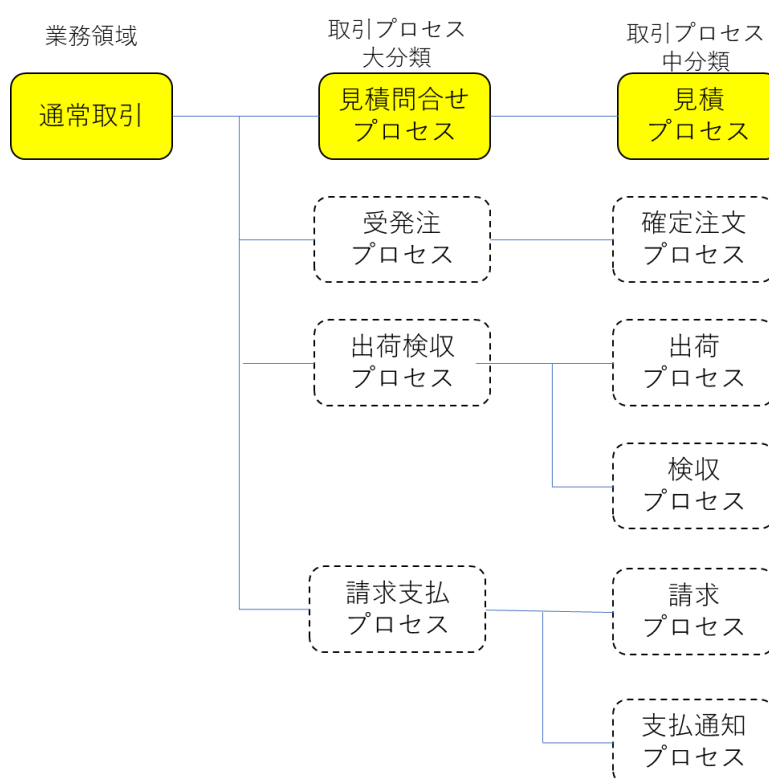 業務領域
取引プロセス
大分類
取引プロセス
中分類
通常取引
見積問合せ
プロセス
見積
プロセス
受発注
プロセス
確定注文
プロセス
出荷検収
プロセス
出荷
プロセス
検収
プロセス
請求支払
プロセス
請求
プロセス
支払通知
プロセス